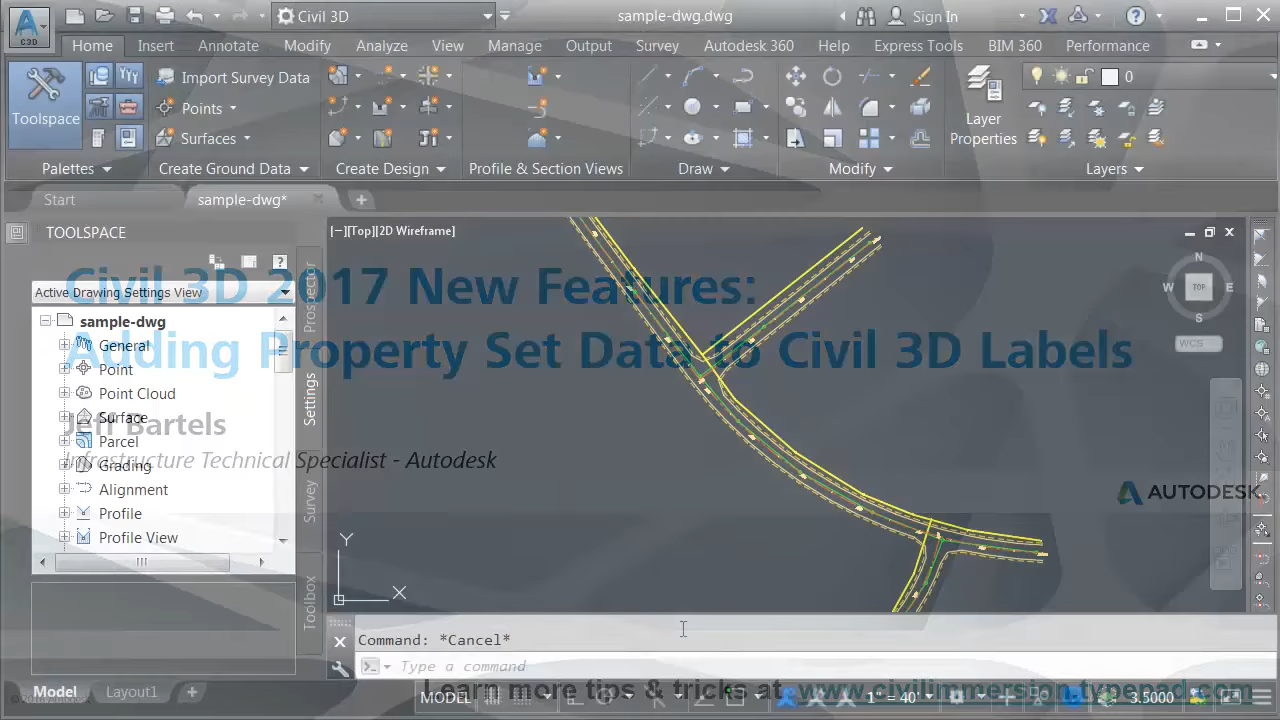 C3D
Civil 3D
sample-dwg.dwg
Sign In
Home Insert Annotate Modify Analyze View Manage Output Survey Autodesk 360 Help Express Tools BIM 360 Performance
Toolspace
Import Survey Data
Points
Surfaces
Layer
Properties
0
Palettes Create Ground Data Create Design Profile & Section Views Draw Modify Layers
Start sample-dwg*
TOOLSPACE
Active Drawing Settings View
sample-dwg
General
Point
Point Cloud
Surface
Parcel
Grading
Alignment
Profile
Profile View
Prospector
Settings
Survey
Toolbox
[−][Top][2D Wireframe]
N
W TOP E
S
WCS
Civil 3D 2017 New Features:
Adding Property Set Data to Civil 3D Labels
Jeff Bartels
Infrastructure Technical Specialist - Autodesk
AUTODESK
Y
X
Command: *Cancel*
Type a command
Learn more tips & tricks at www.civilimmersion.typepad.com
Model Layout1
MODEL 1" = 40' 3.5000